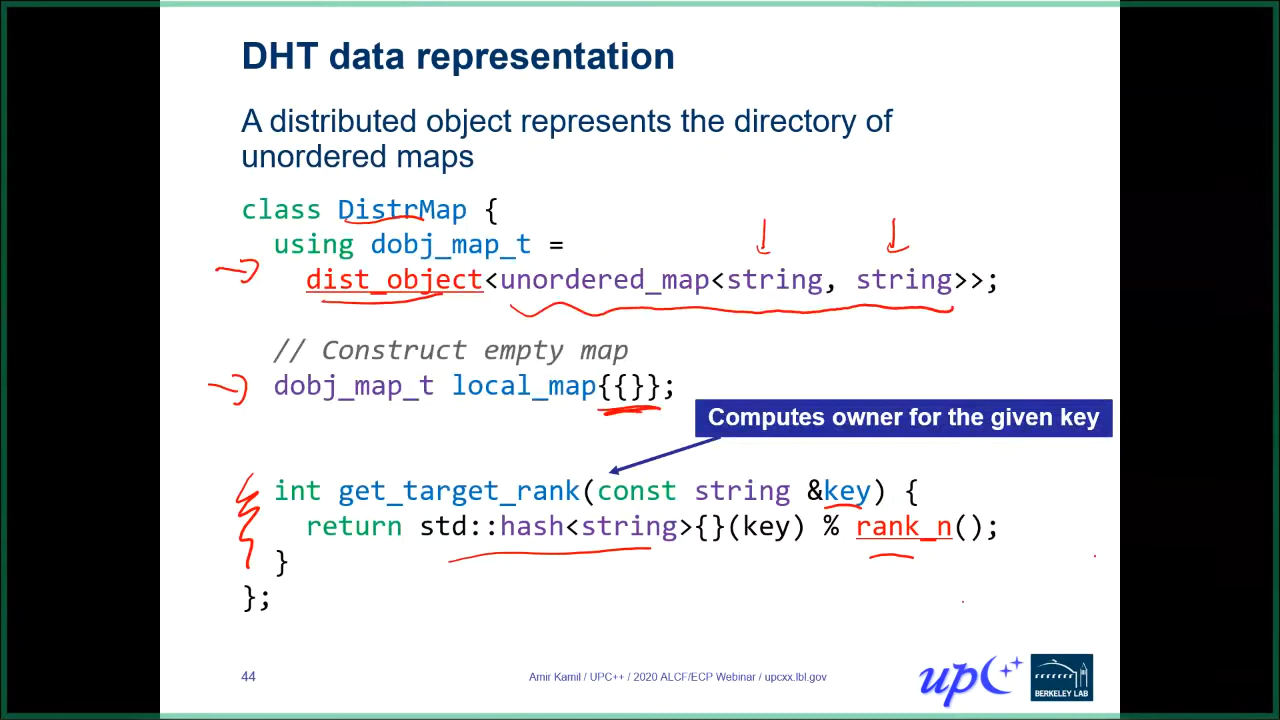 DHT data representation
A distributed object represents the directory of
unordered maps
class DistrMap {
using dobj_map_t =
dist_object<unordered_map<string, string>>;
// Construct empty map
dobj_map_t local_map{{}};
Computes owner for the given key
int get_target_rank(const string &key) {
return std::hash<string>{}(key) % rank_n();
}
};
44
Amir Kamil / UPC++ / 2020 ALCF/ECP Webinar / upcxx.lbl.gov
upC++
BERKELEY LAB